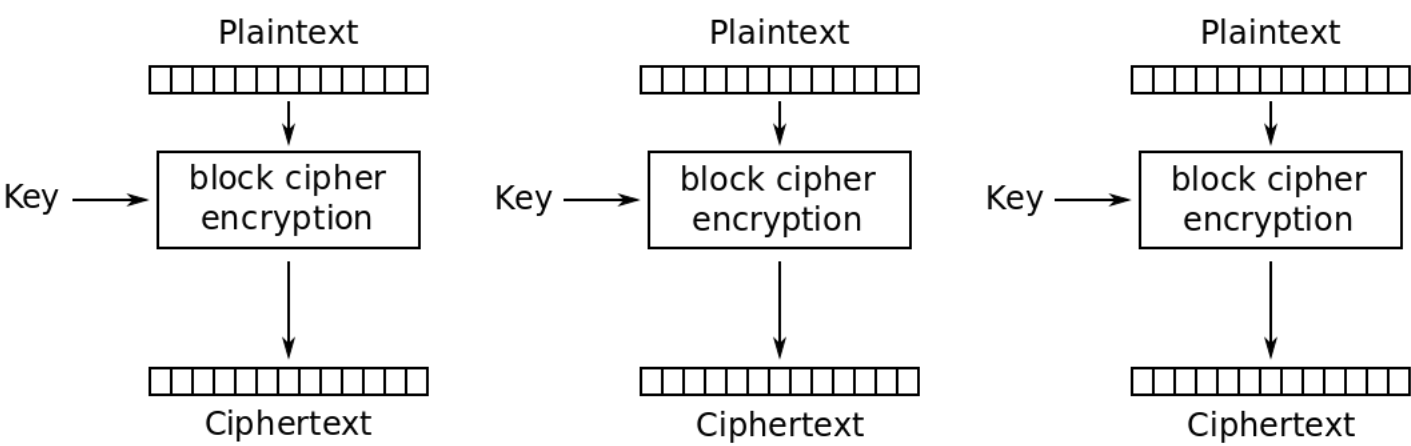 Plaintext
Plaintext
Plaintext
Key
block cipher
encryption
Key
block cipher
encryption
Key
block cipher
encryption
Ciphertext
Ciphertext
Ciphertext